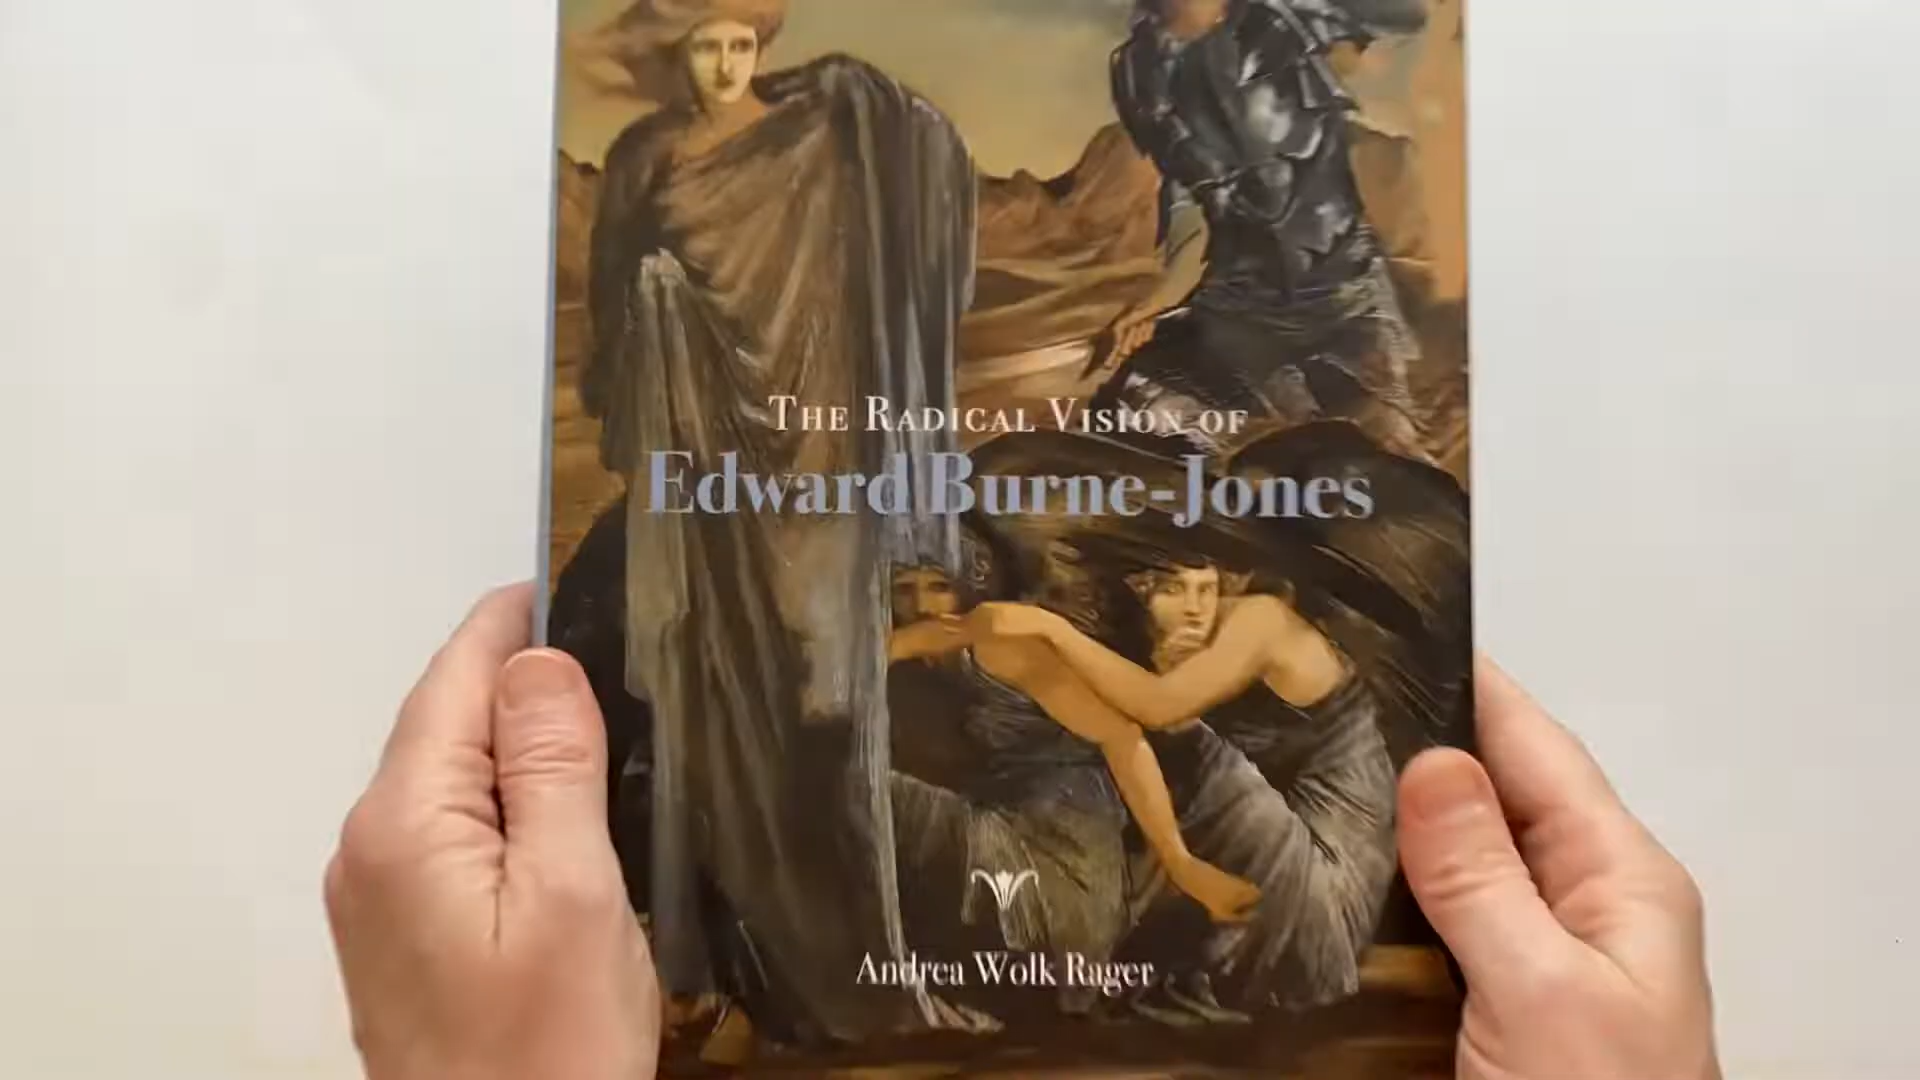 The Radical Vision of
Edward Burne-Jones
Andrea Wolk Rager